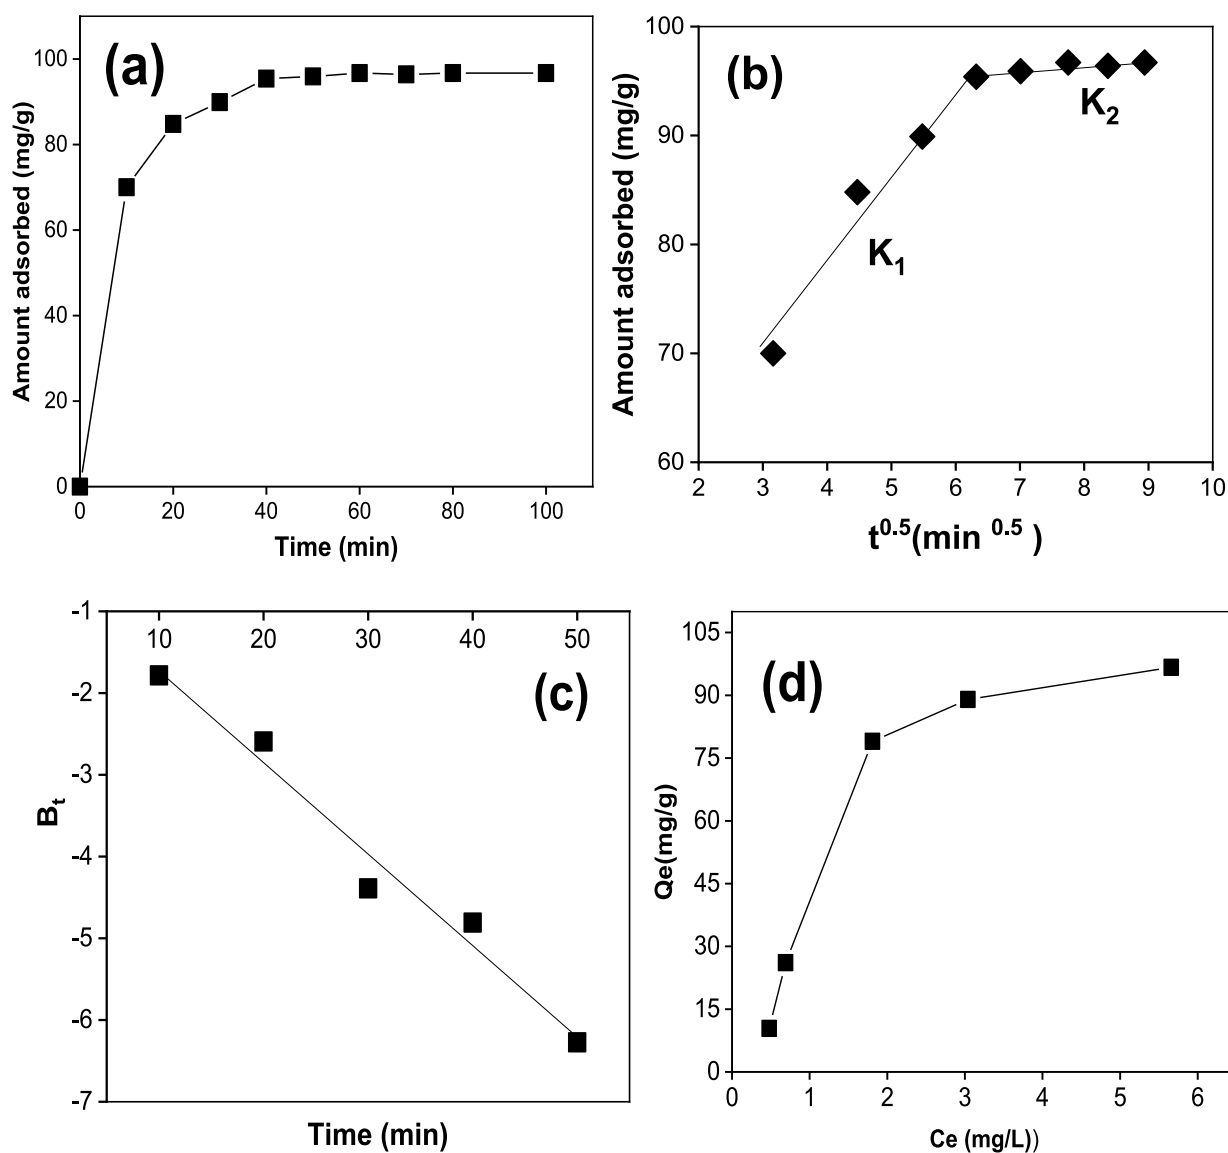 (a)
Amount adsorbed (mg/g)
100
80
60
40
20
0
0 20 40 60 80 100
Time (min)
(b)
Amount adsorbed (mg/g)
100
90
80
70
60
K₁
K₂
2 3 4 5 6 7 8 9 10
t⁰·⁵(min ⁰·⁵ )
(c)
Bₜ
-1
10 20 30 40 50
-2
-3
-4
-5
-6
-7
Time (min)
(d)
Qe(mg/g)
105
90
75
60
45
30
15
0
0 1 2 3 4 5 6
Ce (mg/L))